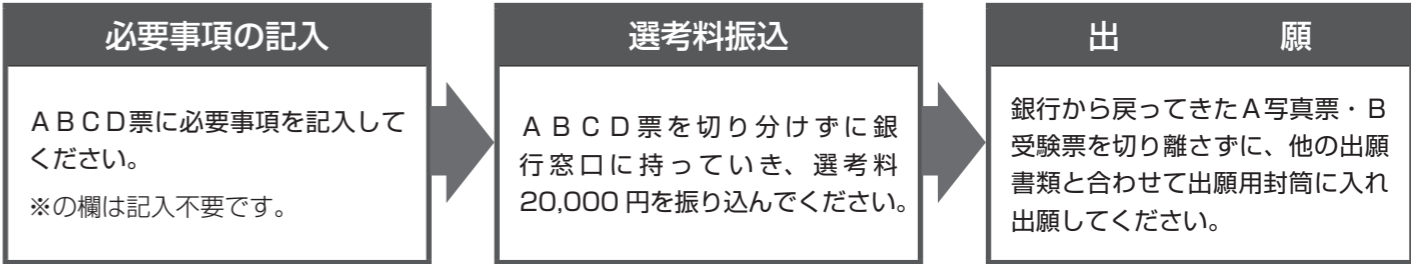 必要事項の記入
ABCD票に必要事項を記入して
ください。
※の欄は記入不要です。
選考料振込
ABCD票を切り分けずに銀
行窓口に持っていき、選考料
20,000円を振り込んでください。
出願
銀行から戻ってきたA写真票・B
受験票を切り離さずに、他の出願
書類と合わせて出願用封筒に入れ
出願してください。